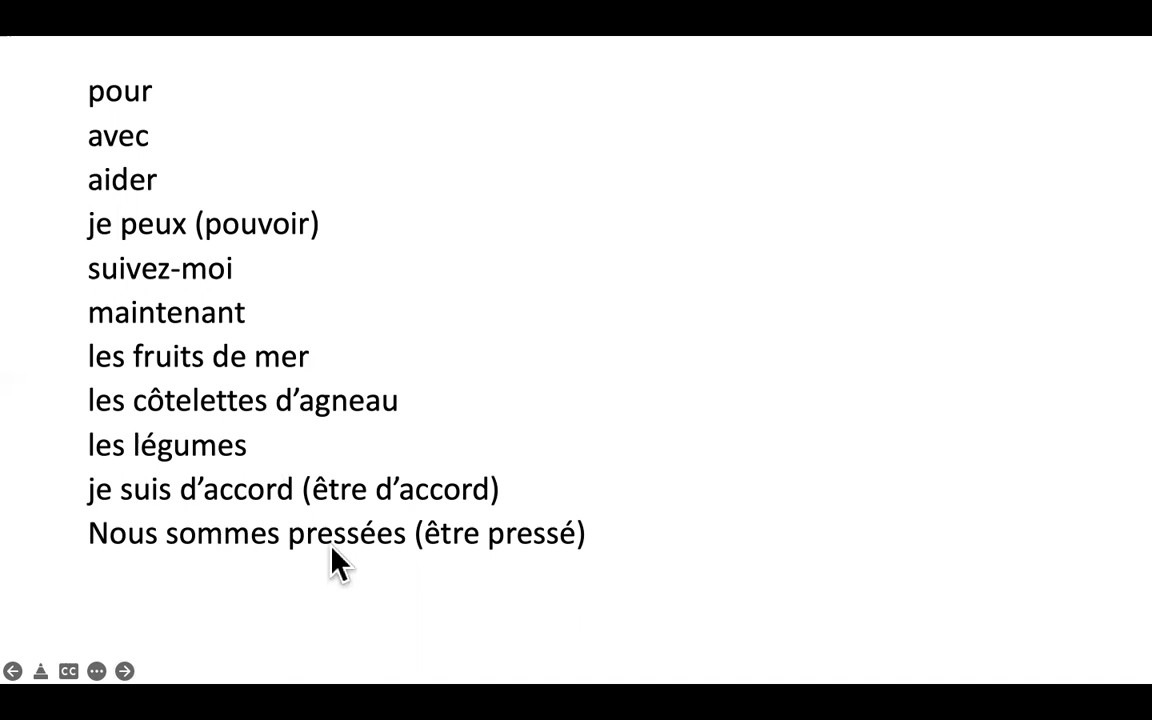 pour
avec
aider
je peux (pouvoir)
suivez-moi
maintenant
les fruits de mer
les côtelettes d’agneau
les légumes
je suis d’accord (être d’accord)
Nous sommes pressées (être pressé)
CC